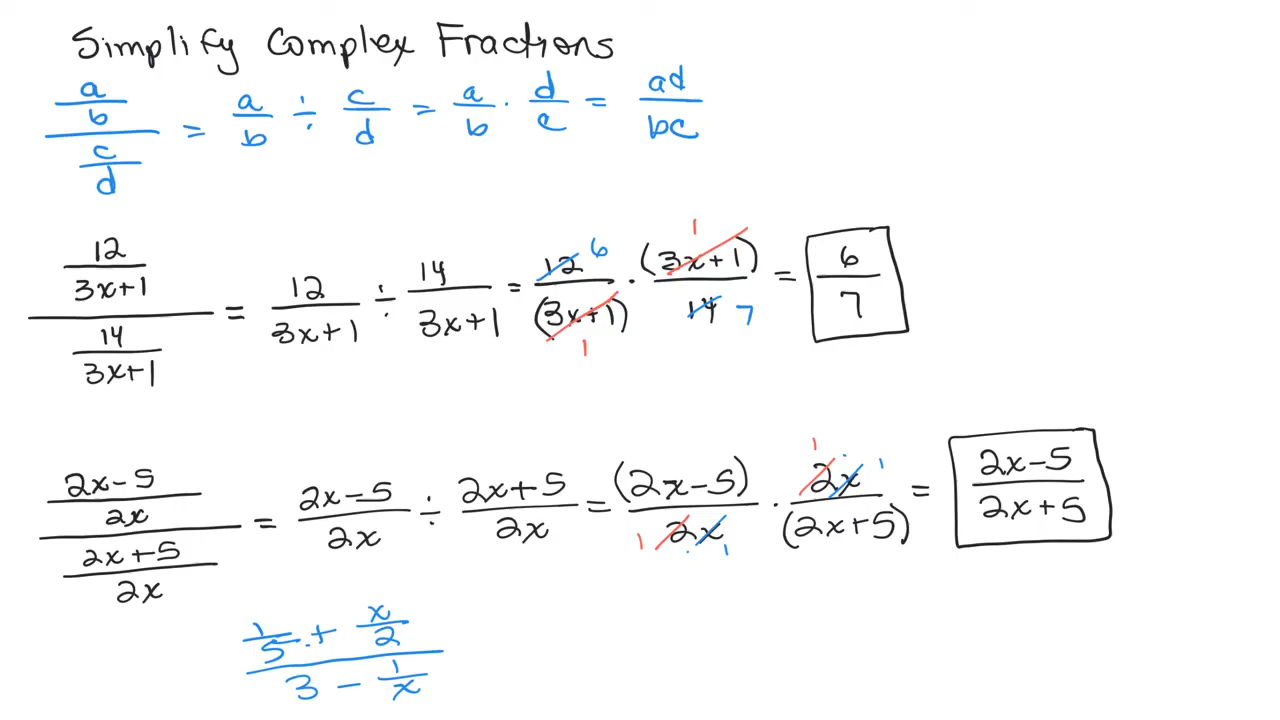 Simplify Complex Fractions
(a/b)/(c/d) = a/b ÷ c/d = a/b · d/c = ad/bc
(12/3x+1)/(14/3x+1) = 12/3x+1 ÷ 14/3x+1 = 12/(3x+1) · (3x+1)/14 = 6/7
6 1 1 7
(2x-5/2x)/(2x+5/2x) = 2x-5/2x ÷ 2x+5/2x = (2x-5)/2x · 2x/(2x+5) = 2x-5/2x+5
1 1 1 1
(1/5 + x/2)/(3 - 1/x)